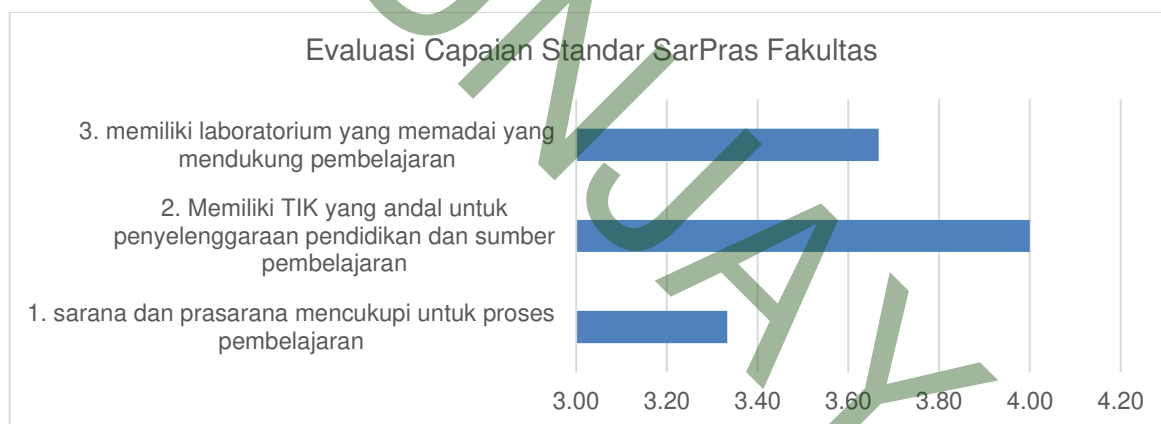 Evaluasi Capaian Standar SarPras Fakultas
3. memiliki laboratorium yang memadai yang
mendukung pembelajaran
2. Memiliki TIK yang andal untuk
penyelenggaraan pendidikan dan sumber
pembelajaran
1. sarana dan prasarana mencukupi untuk proses
pembelajaran
3.00 3.20 3.40 3.60 3.80 4.00 4.20
NJAY